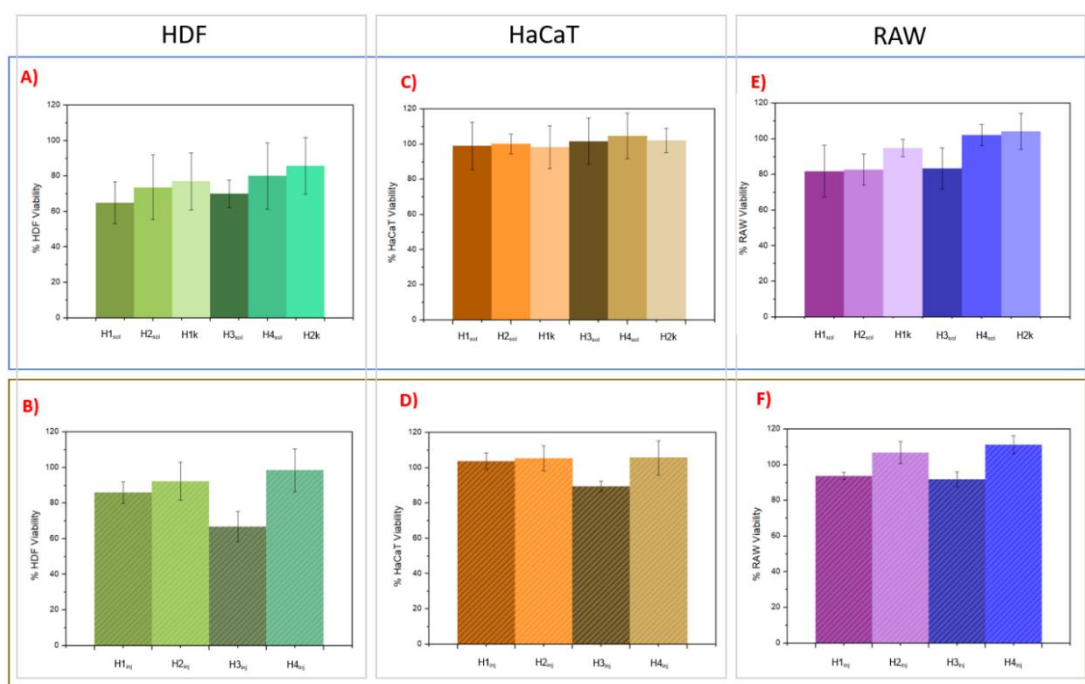 HDF
HaCaT
RAW
A)
% HDF Viability
120
100
80
60
40
20
0
H1sol H2sol H1k H3sol H4sol H2k
C)
% HaCaT Viability
120
100
80
60
40
20
0
H1sol H2sol H1k H3sol H4sol H2k
E)
% RAW Viability
120
100
80
60
40
20
0
H1sol H2sol H1k H3sol H4sol H2k
B)
% HDF Viability
120
100
80
60
40
20
0
H1inj H2inj H3inj H4inj
D)
% HaCaT Viability
120
100
80
60
40
20
0
H1inj H2inj H3inj H4inj
F)
% RAW Viability
120
100
80
60
40
20
0
H1inj H2inj H3inj H4inj